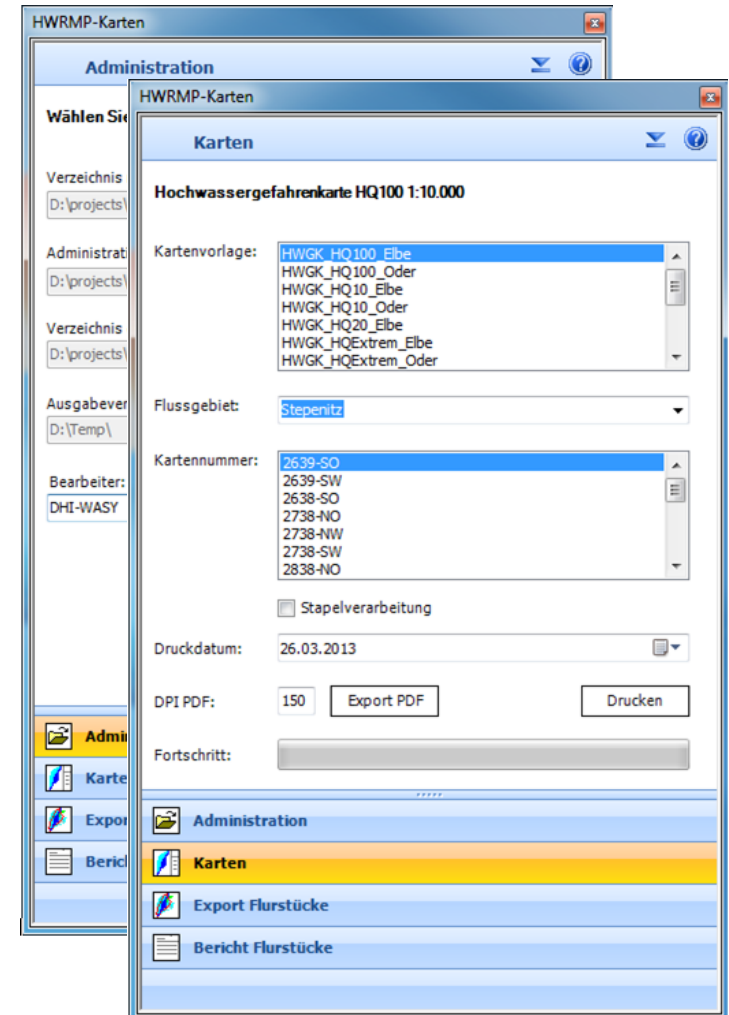 HWRMP-Karten
Administration
Wählen Sie
Verzeichnis
D:\projects\
Administrati
D:\projects\
Verzeichnis
D:\projects\
Ausgabever
D:\Temp\
Bearbeiter:
DHI-WASY
Admi
Karte
Expor
Berich
HWRMP-Karten
Karten
Hochwassergefahrenkarte HQ100 1:10.000
Kartenvorlage:
HWGK_HQ100_Elbe
HWGK_HQ100_Oder
HWGK_HQ10_Elbe
HWGK_HQ10_Oder
HWGK_HQ20_Elbe
HWGK_HQExtrem_Elbe
HWGK_HQExtrem_Oder
Flussgebiet: Stepenitz
Kartennummer:
2639-SO
2639-SW
2638-SO
2738-NO
2738-NW
2738-SW
2838-NO
Stapelverarbeitung
Druckdatum: 26.03.2013
DPI PDF: 150 Export PDF Drucken
Fortschritt:
Administration
Karten
Export Flurstücke
Bericht Flurstücke